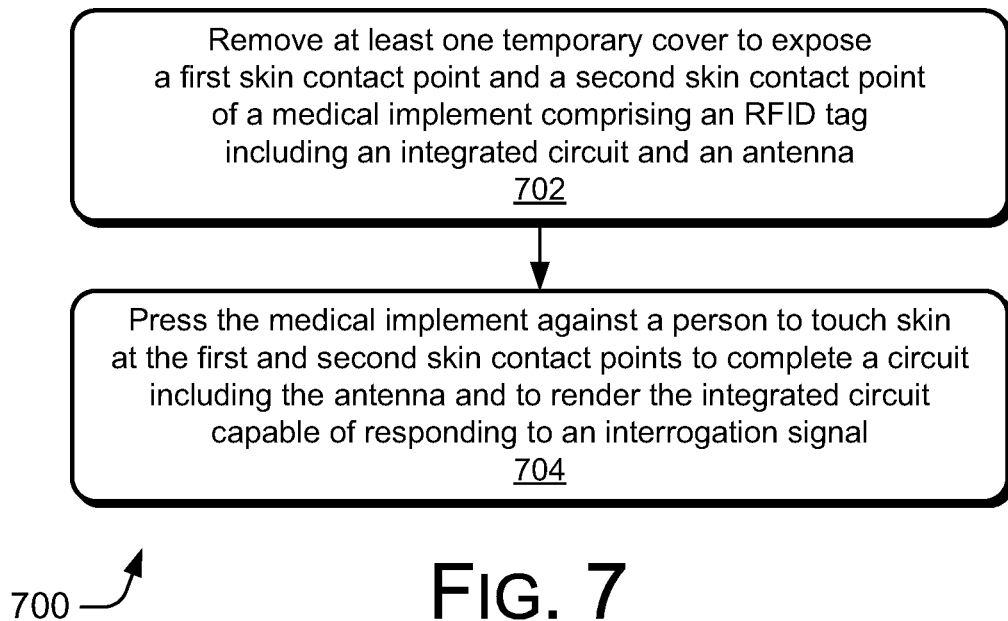 Remove at least one temporary cover to expose
a first skin contact point and a second skin contact point
of a medical implement comprising an RFID tag
including an integrated circuit and an antenna
702
Press the medical implement against a person to touch skin
at the first and second skin contact points to complete a circuit
including the antenna and to render the integrated circuit
capable of responding to an interrogation signal
704
700
FIG. 7